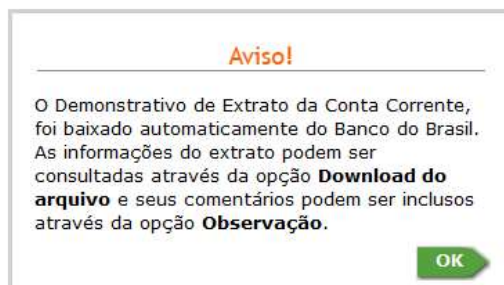 Aviso!
O Demonstrativo de Extrato da Conta Corrente,
foi baixado automaticamente do Banco do Brasil.
As informações do extrato podem ser
consultadas através da opção Download do
arquivo e seus comentários podem ser inclusos
através da opção Observação.
OK